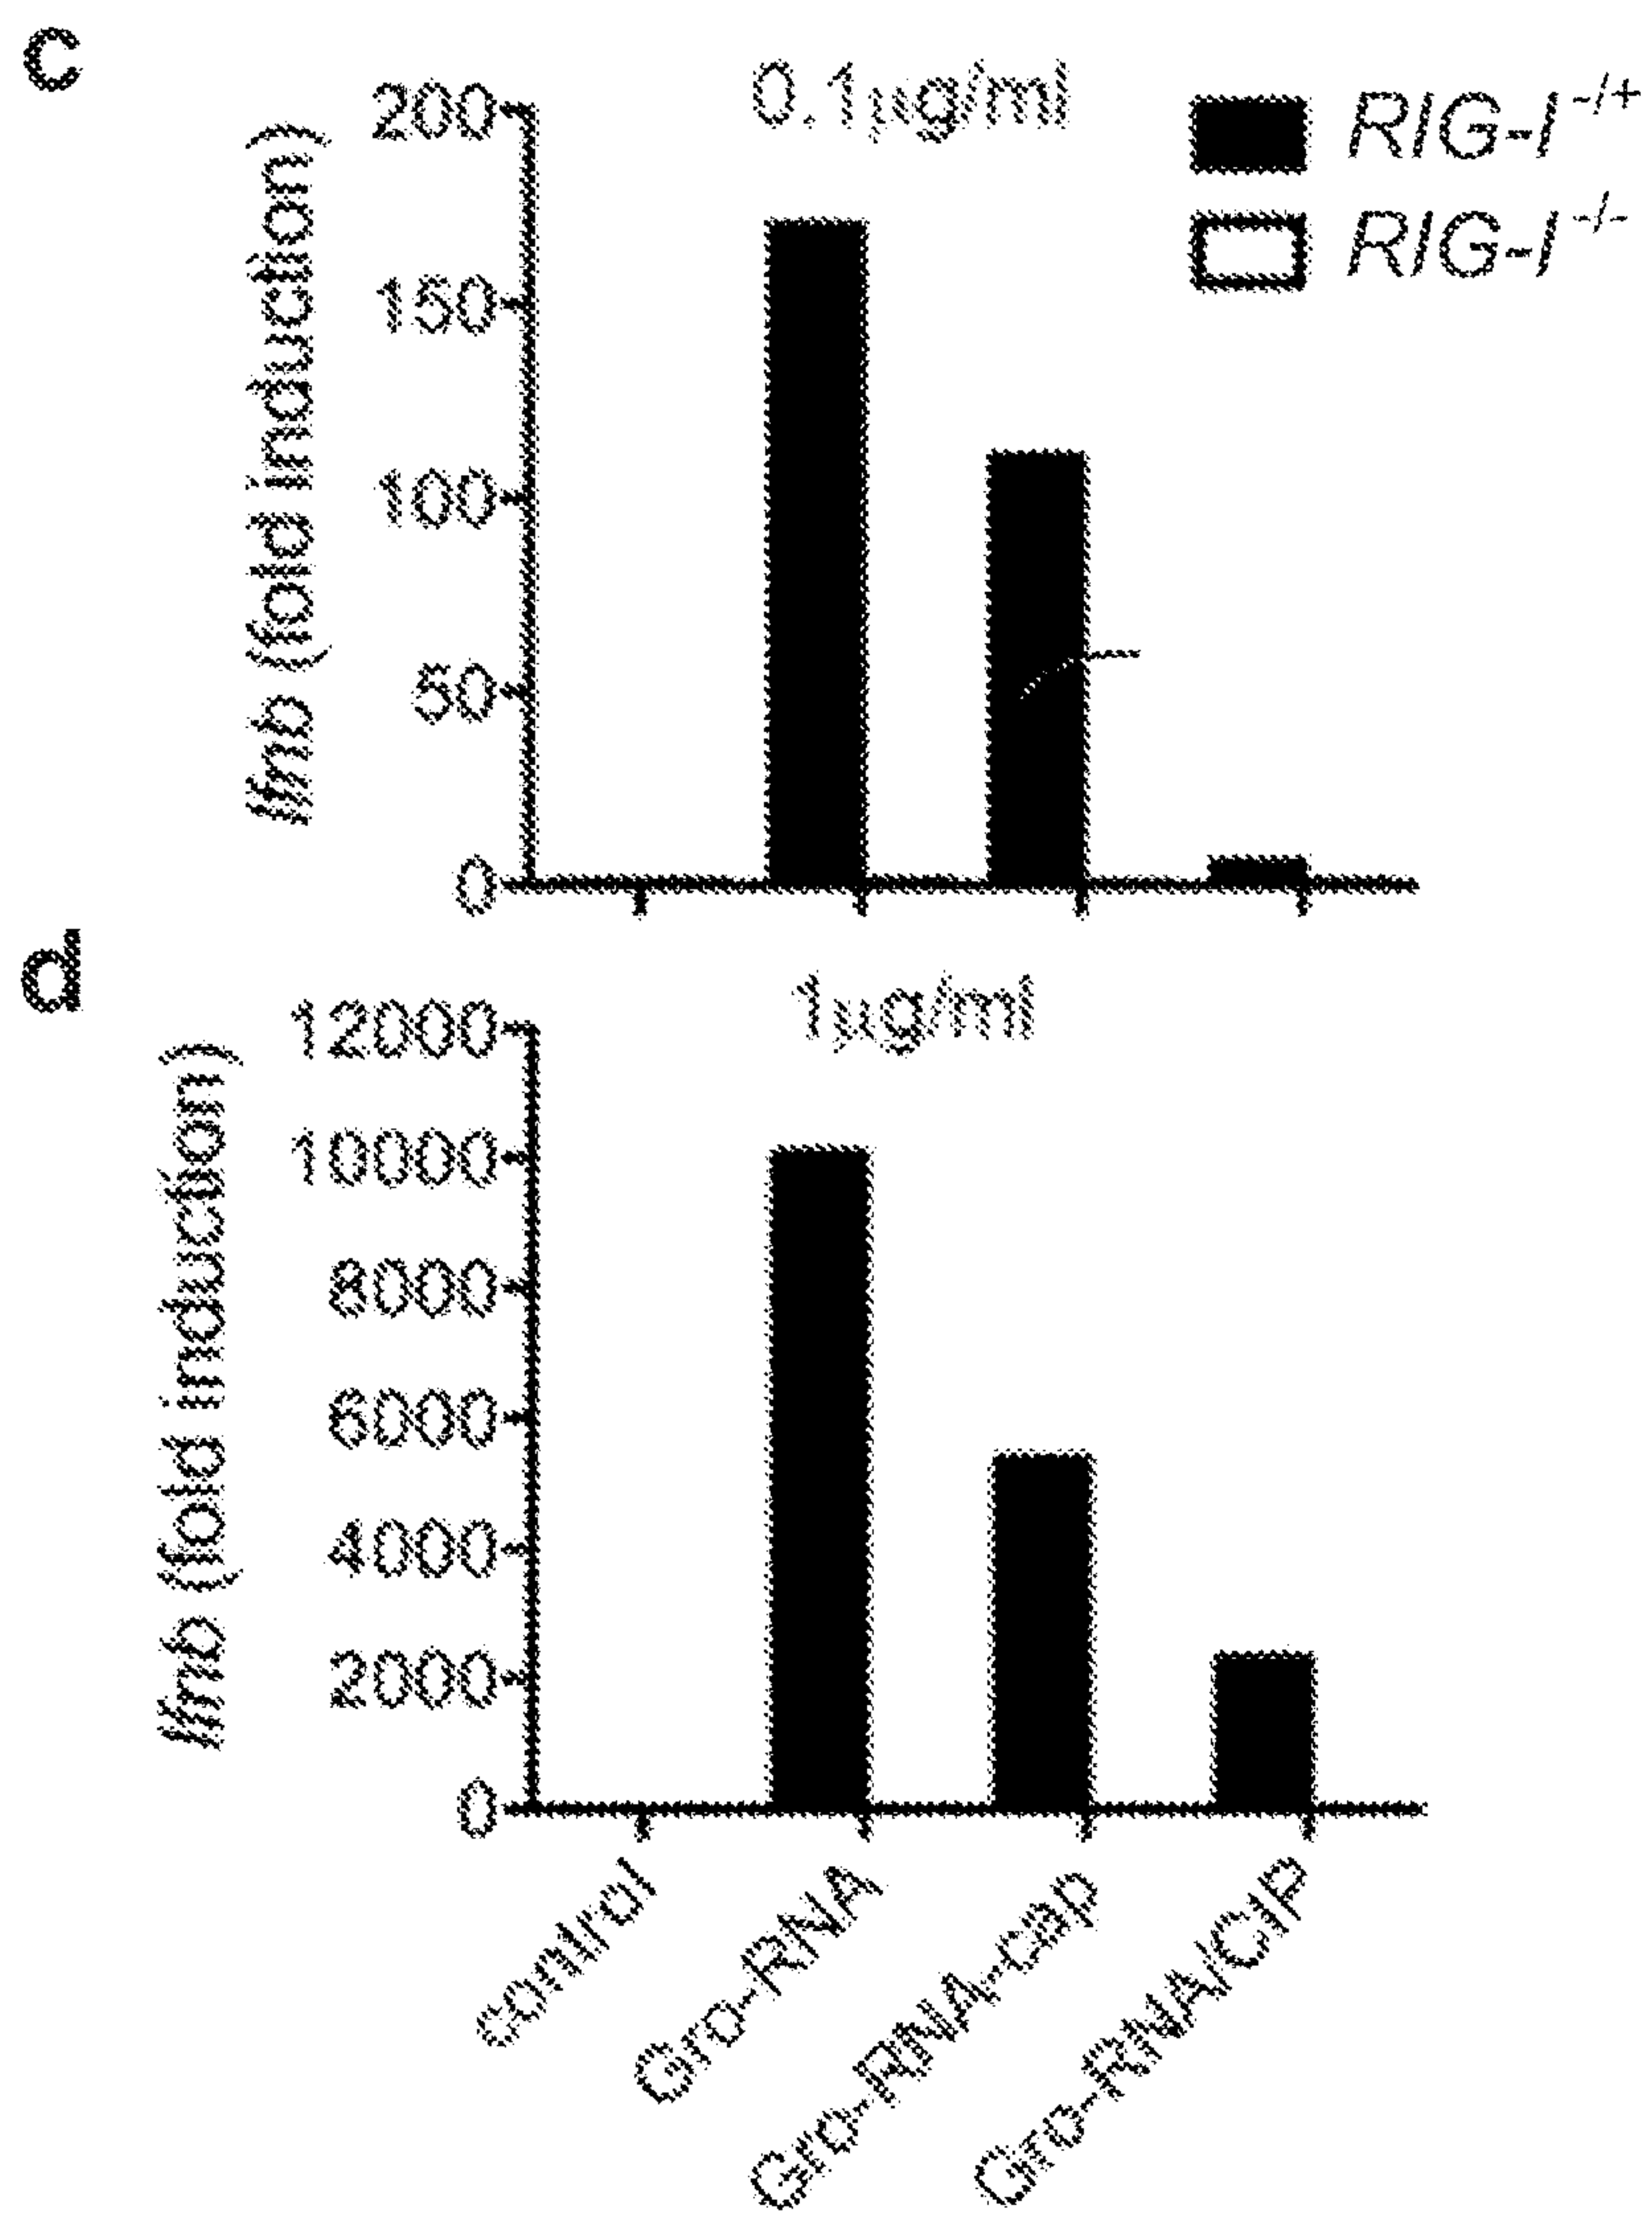 c
0.1µg/ml
RIG-I -/+
RIG-I -/-
Ifnb (fold induction)
200
150
100
50
0
d
1µg/ml
Ifnb (fold induction)
12000
10000
8000
6000
4000
2000
0
control
Gro-RNA
Gro-RNA-cap
Gro-RNA/CIP